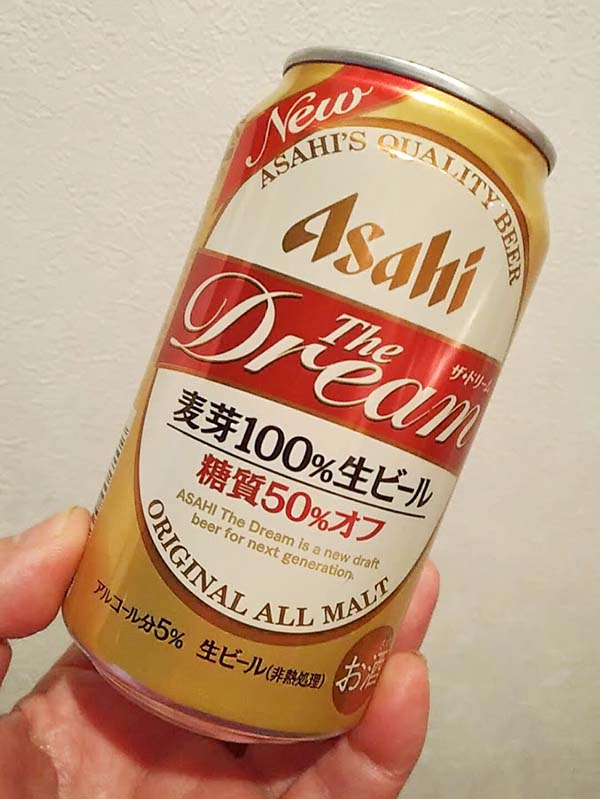 New
ASAHI'S QUALITY BEER
Asahi
The
Dream
ザ・ドリーム
麦芽100%生ビール
糖質50%オフ
ASAHI The Dream is a new draft
beer for next generation.
ORIGINAL ALL MALT
アルコール分5% 生ビール(非熱処理)
お酒